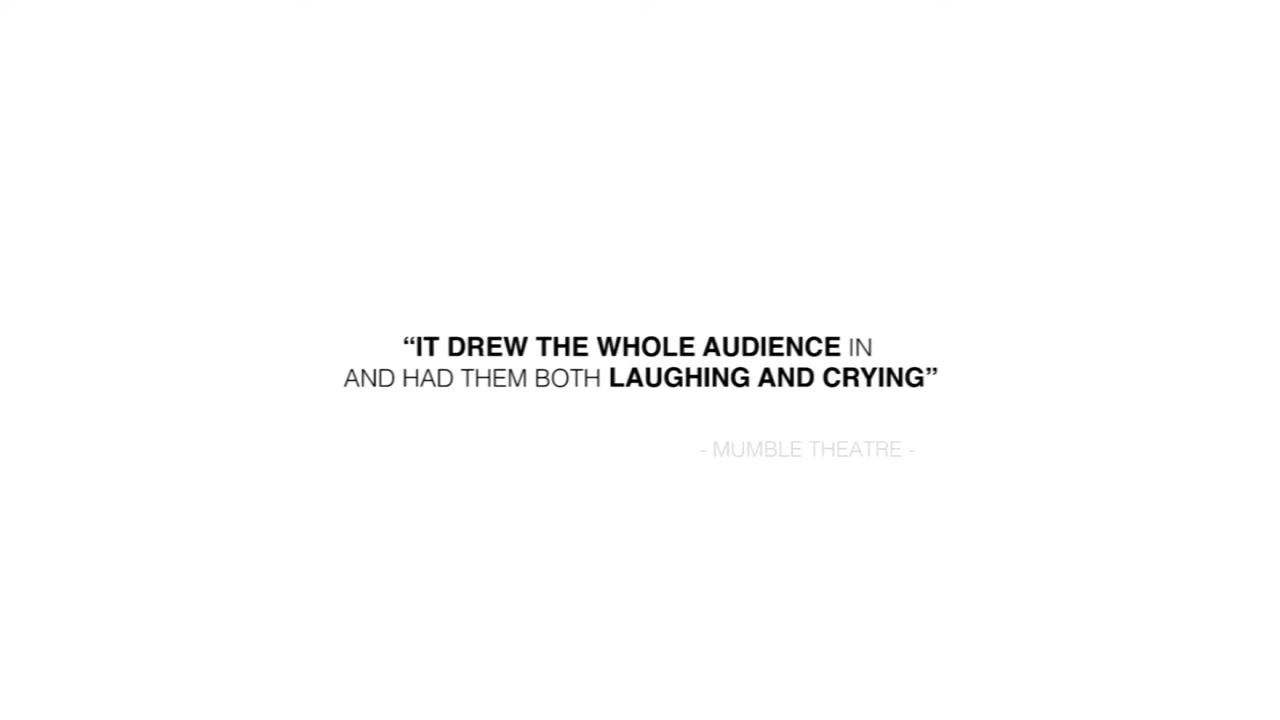 “IT DREW THE WHOLE AUDIENCE IN
AND HAD THEM BOTH LAUGHING AND CRYING”
- MUMBLE THEATRE -